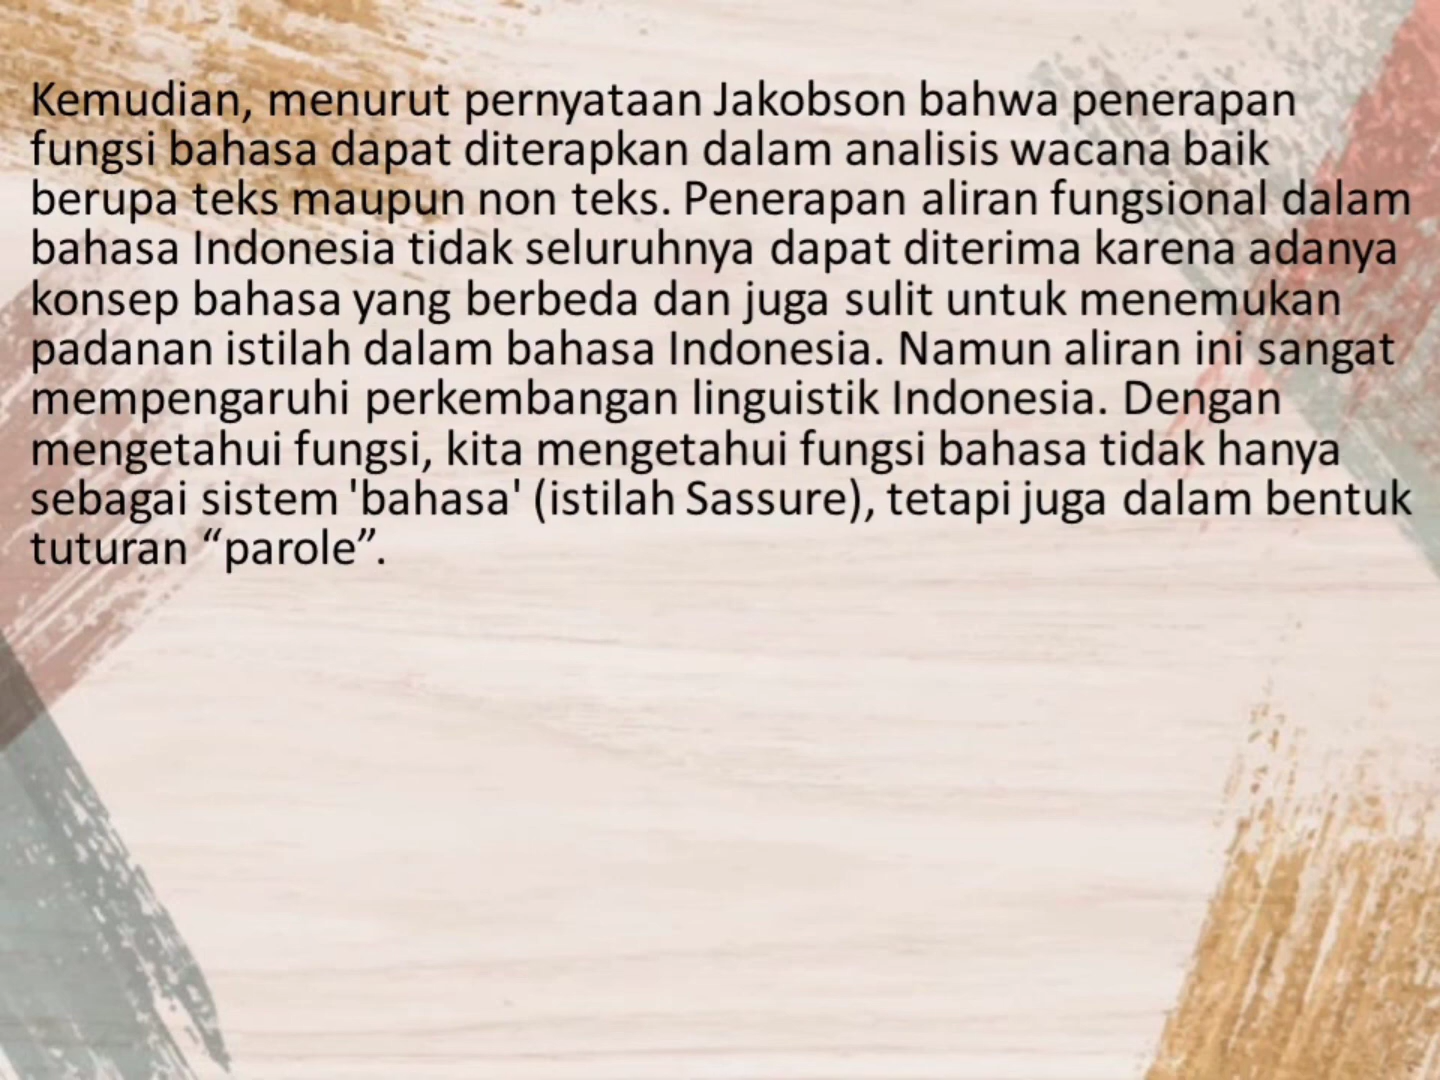 Kemudian, menurut pernyataan Jakobson bahwa penerapan
fungsi bahasa dapat diterapkan dalam analisis wacana baik
berupa teks maupun non teks. Penerapan aliran fungsional dalam
bahasa Indonesia tidak seluruhnya dapat diterima karena adanya
konsep bahasa yang berbeda dan juga sulit untuk menemukan
padanan istilah dalam bahasa Indonesia. Namun aliran ini sangat
mempengaruhi perkembangan linguistik Indonesia. Dengan
mengetahui fungsi, kita mengetahui fungsi bahasa tidak hanya
sebagai sistem 'bahasa' (istilah Sassure), tetapi juga dalam bentuk
tuturan “parole”.